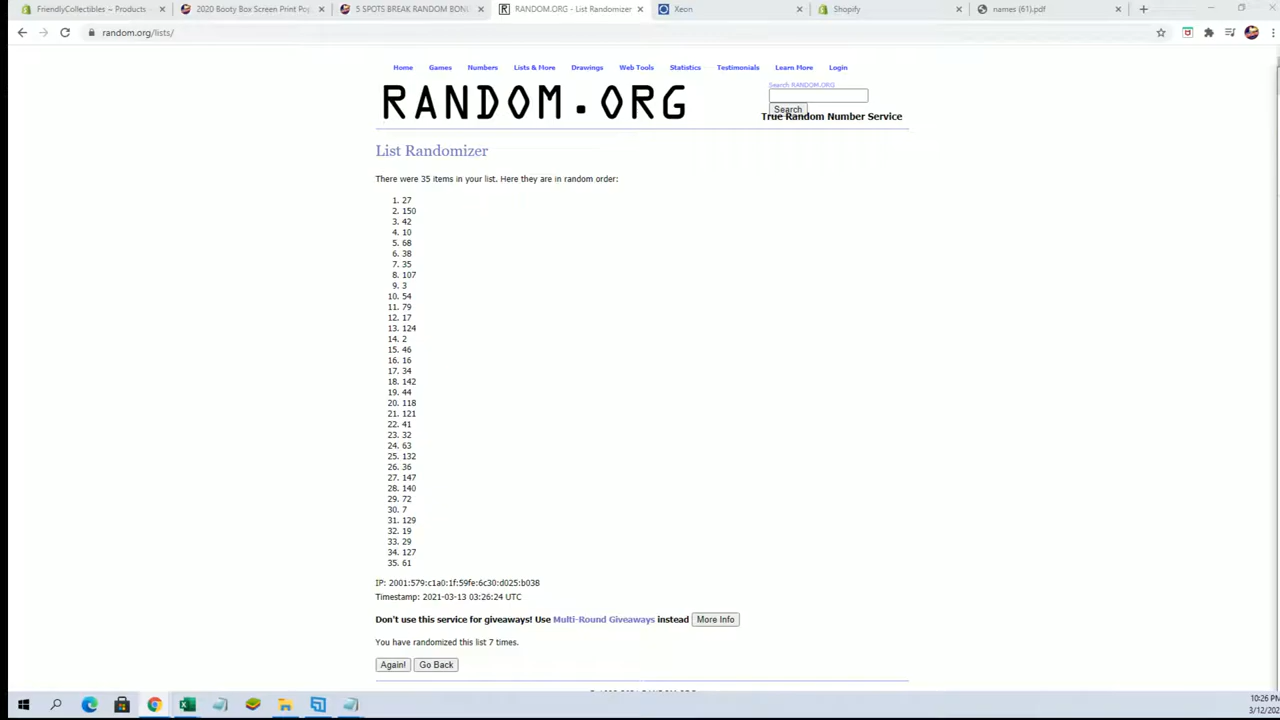 FriendlyCollectibles ~ Products
2020 Booty Box Screen Print Po
5 SPOTS BREAK RANDOM BON
RANDOM.ORG - List Randomizer
Xeon
Shopify
names (61).pdf
random.org/lists/
Home Games Numbers Lists & More Drawings Web Tools Statistics Testimonials Learn More Login
RANDOM.ORG
Search RANDOM.ORG
Search
True Random Number Service
List Randomizer
There were 35 items in your list. Here they are in random order:
1. 27
2. 150
3. 42
4. 10
5. 68
6. 38
7. 35
8. 107
9. 3
10. 54
11. 79
12. 17
13. 124
14. 2
15. 46
16. 16
17. 34
18. 142
19. 44
20. 118
21. 121
22. 41
23. 32
24. 63
25. 132
26. 36
27. 147
28. 140
29. 72
30. 7
31. 129
32. 19
33. 29
34. 127
35. 61
IP: 2001:579:c1a0:1f:59fe:6c30:d025:b038
Timestamp: 2021-03-13 03:26:24 UTC
Don't use this service for giveaways! Use Multi-Round Giveaways instead More Info
You have randomized this list 7 times.
Again! Go Back
10:26 PM
3/12/202